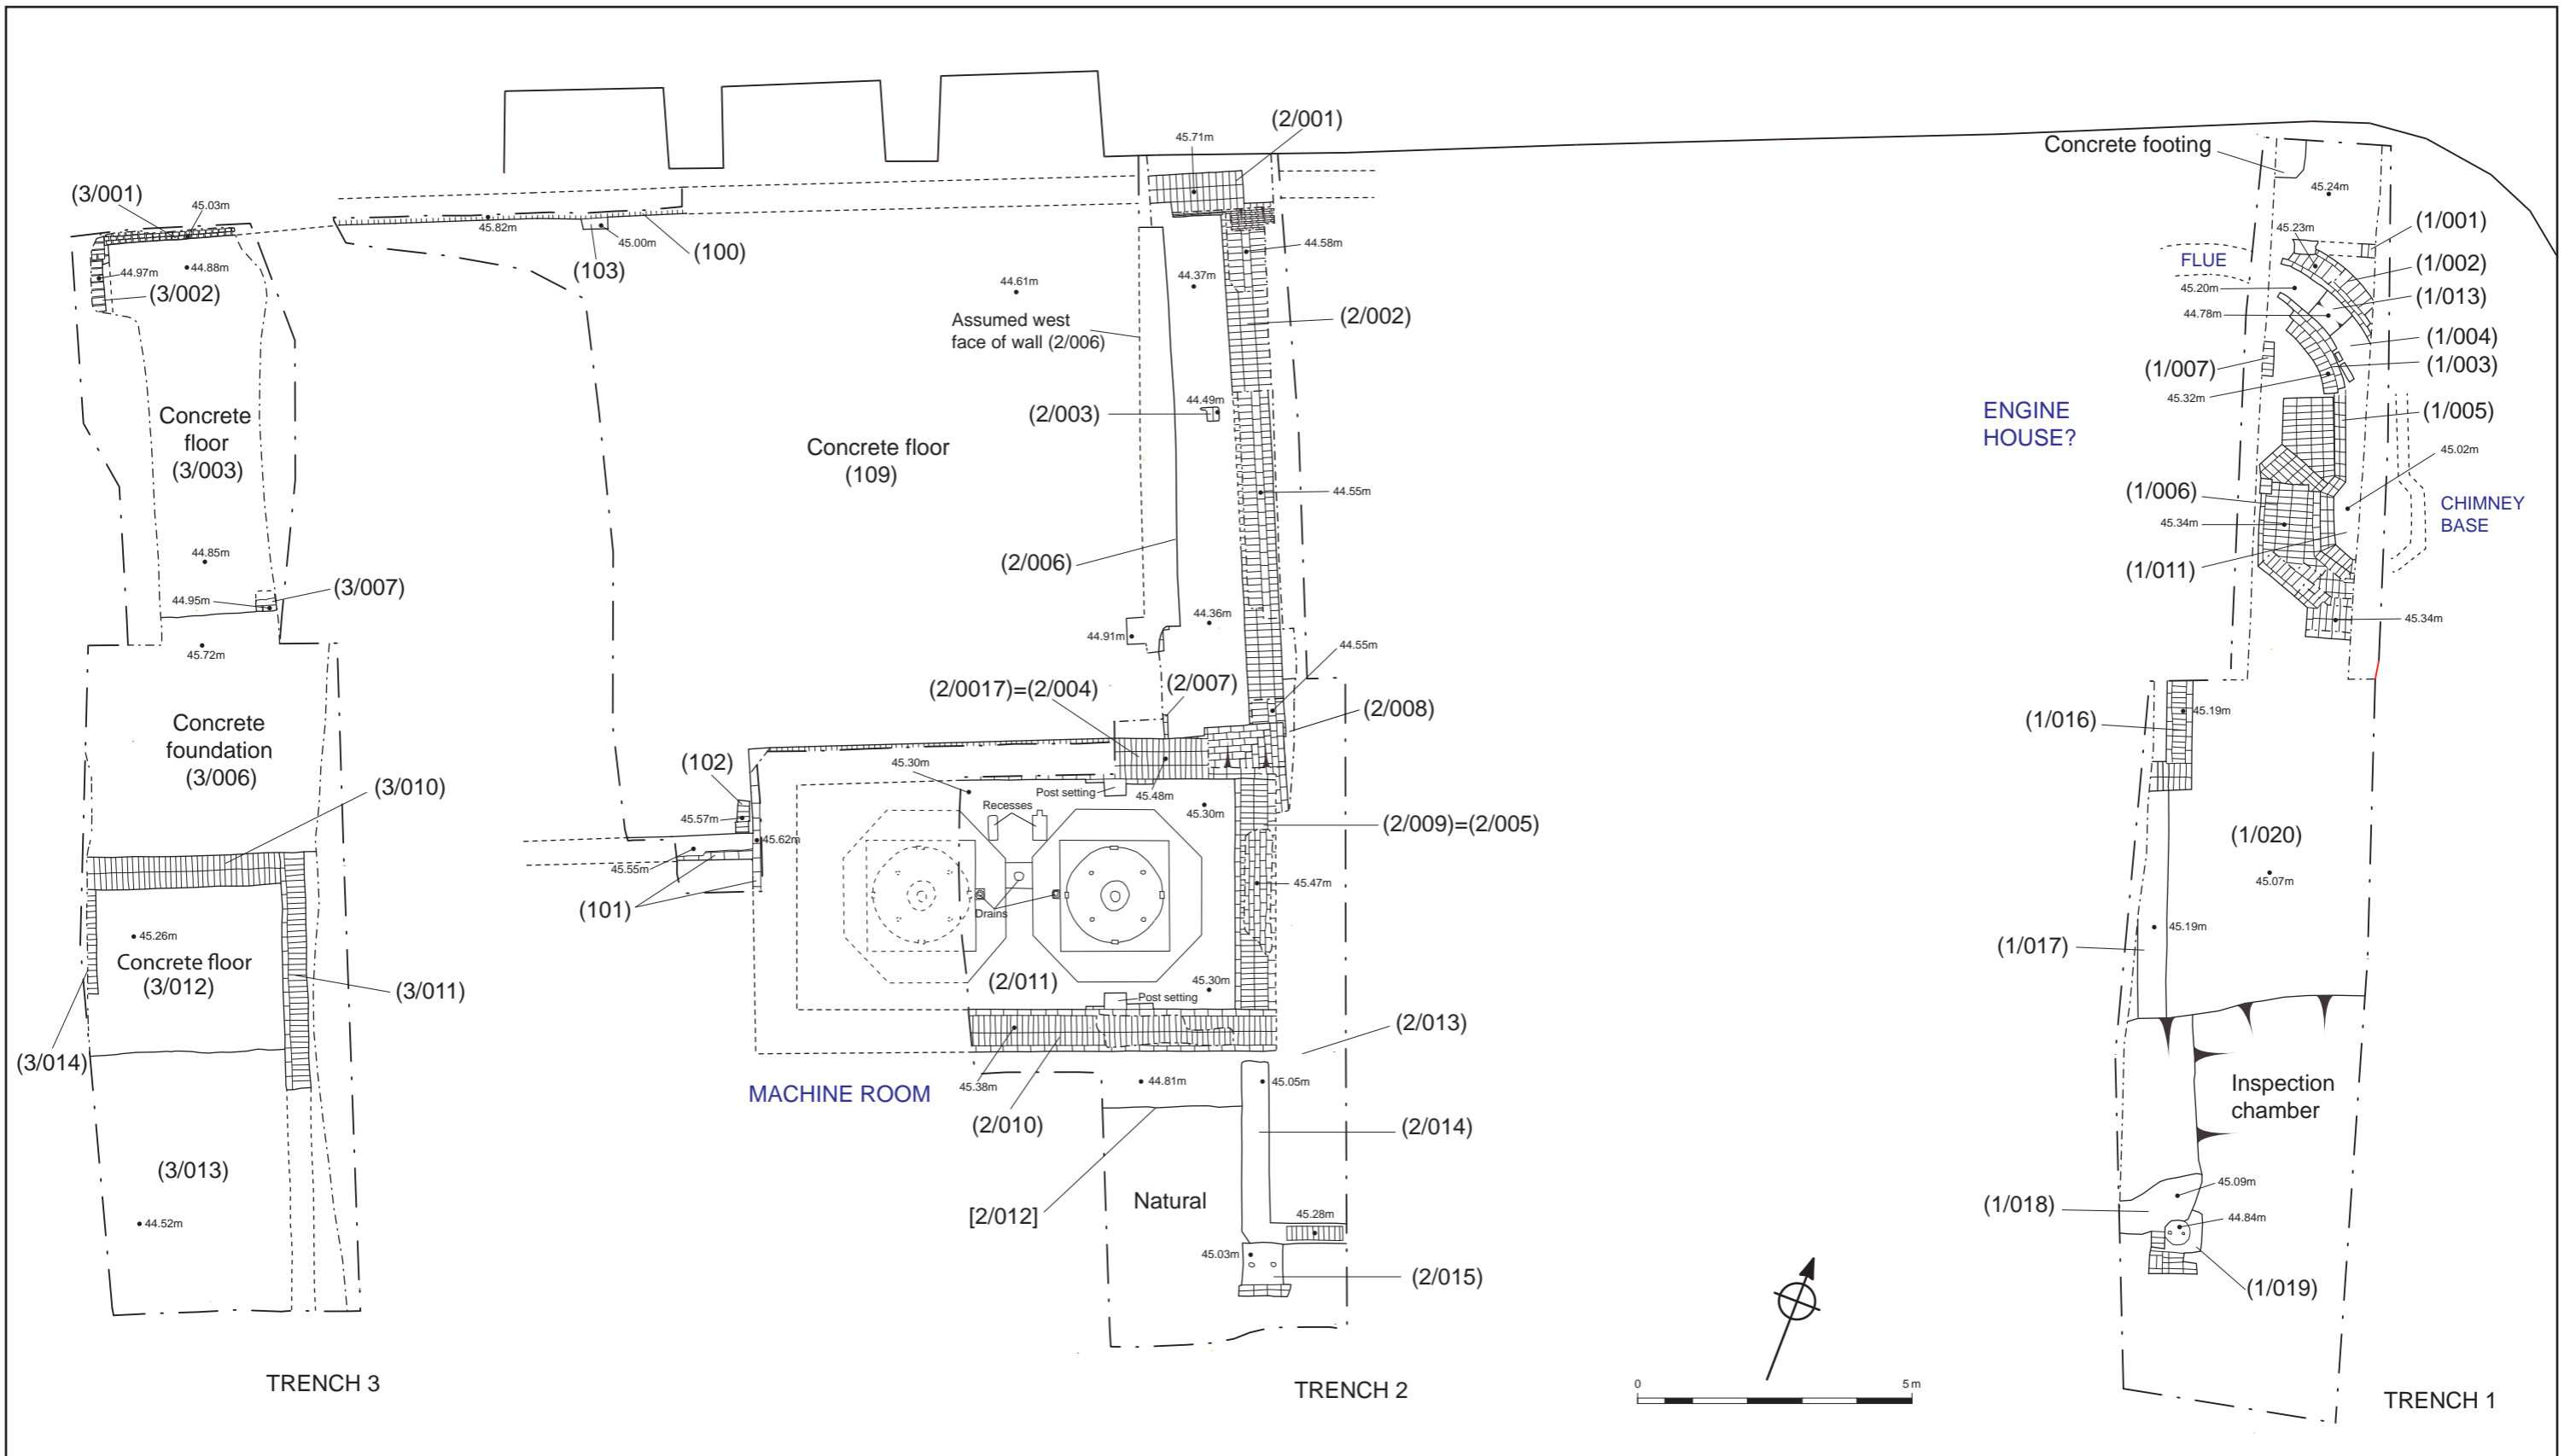 (3/001)
45.03m
44.97m
44.88m
(3/002)
Concrete
floor
(3/003)
44.85m
44.95m
(3/007)
45.72m
Concrete
foundation
(3/006)
(3/010)
45.26m
Concrete floor
(3/012)
(3/011)
(3/014)
(3/013)
44.52m
TRENCH 3
45.82m
45.00m
(103)
(100)
45.71m
(2/001)
44.58m
44.61m
44.37m
Assumed west
face of wall (2/006)
(2/002)
44.49m
(2/003)
Concrete floor
(109)
44.55m
(2/006)
44.36m
44.91m
44.55m
(2/0017)=(2/004)
(2/007)
(2/008)
(102)
45.30m
Post setting
45.48m
Recesses
45.30m
45.57m
45.62m
(2/009)=(2/005)
45.55m
45.47m
(101)
Drains
(2/011)
45.30m
Post setting
(2/013)
45.38m
MACHINE ROOM
44.81m
45.05m
(2/010)
(2/014)
Natural
[2/012]
45.28m
45.03m
(2/015)
TRENCH 2
0
5 m
Concrete footing
45.24m
(1/001)
45.23m
FLUE
(1/002)
45.20m
(1/013)
44.78m
(1/004)
(1/007)
(1/003)
45.32m
ENGINE
HOUSE?
(1/005)
45.02m
(1/006)
45.34m
CHIMNEY
BASE
(1/011)
45.34m
(1/016)
45.19m
(1/020)
45.07m
(1/017)
45.19m
Inspection
chamber
45.09m
(1/018)
44.84m
(1/019)
TRENCH 1